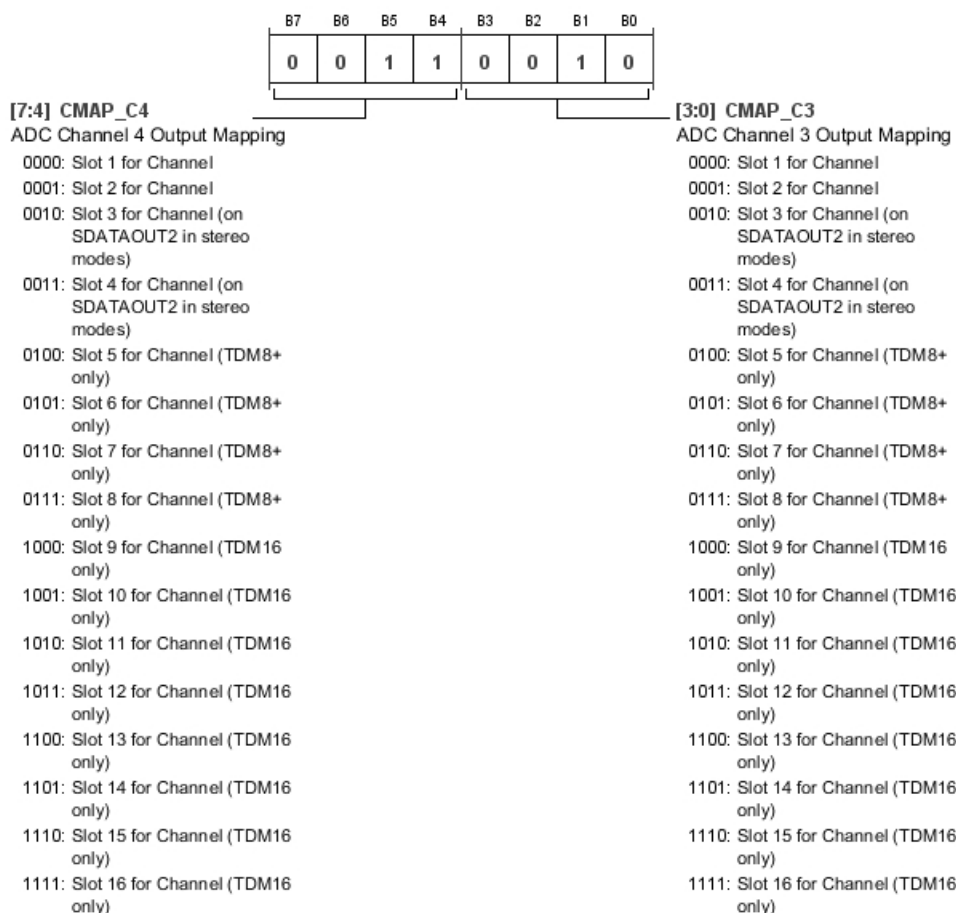 B7 B6 B5 B4 B3 B2 B1 B0
0 0 1 1 0 0 1 0
[7:4] CMAP_C4
ADC Channel 4 Output Mapping
0000: Slot 1 for Channel
0001: Slot 2 for Channel
0010: Slot 3 for Channel (on
SDATAOUT2 in stereo
modes)
0011: Slot 4 for Channel (on
SDATAOUT2 in stereo
modes)
0100: Slot 5 for Channel (TDM8+
only)
0101: Slot 6 for Channel (TDM8+
only)
0110: Slot 7 for Channel (TDM8+
only)
0111: Slot 8 for Channel (TDM8+
only)
1000: Slot 9 for Channel (TDM16
only)
1001: Slot 10 for Channel (TDM16
only)
1010: Slot 11 for Channel (TDM16
only)
1011: Slot 12 for Channel (TDM16
only)
1100: Slot 13 for Channel (TDM16
only)
1101: Slot 14 for Channel (TDM16
only)
1110: Slot 15 for Channel (TDM16
only)
1111: Slot 16 for Channel (TDM16
only)
[3:0] CMAP_C3
ADC Channel 3 Output Mapping
0000: Slot 1 for Channel
0001: Slot 2 for Channel
0010: Slot 3 for Channel (on
SDATAOUT2 in stereo
modes)
0011: Slot 4 for Channel (on
SDATAOUT2 in stereo
modes)
0100: Slot 5 for Channel (TDM8+
only)
0101: Slot 6 for Channel (TDM8+
only)
0110: Slot 7 for Channel (TDM8+
only)
0111: Slot 8 for Channel (TDM8+
only)
1000: Slot 9 for Channel (TDM16
only)
1001: Slot 10 for Channel (TDM16
only)
1010: Slot 11 for Channel (TDM16
only)
1011: Slot 12 for Channel (TDM16
only)
1100: Slot 13 for Channel (TDM16
only)
1101: Slot 14 for Channel (TDM16
only)
1110: Slot 15 for Channel (TDM16
only)
1111: Slot 16 for Channel (TDM16
only)